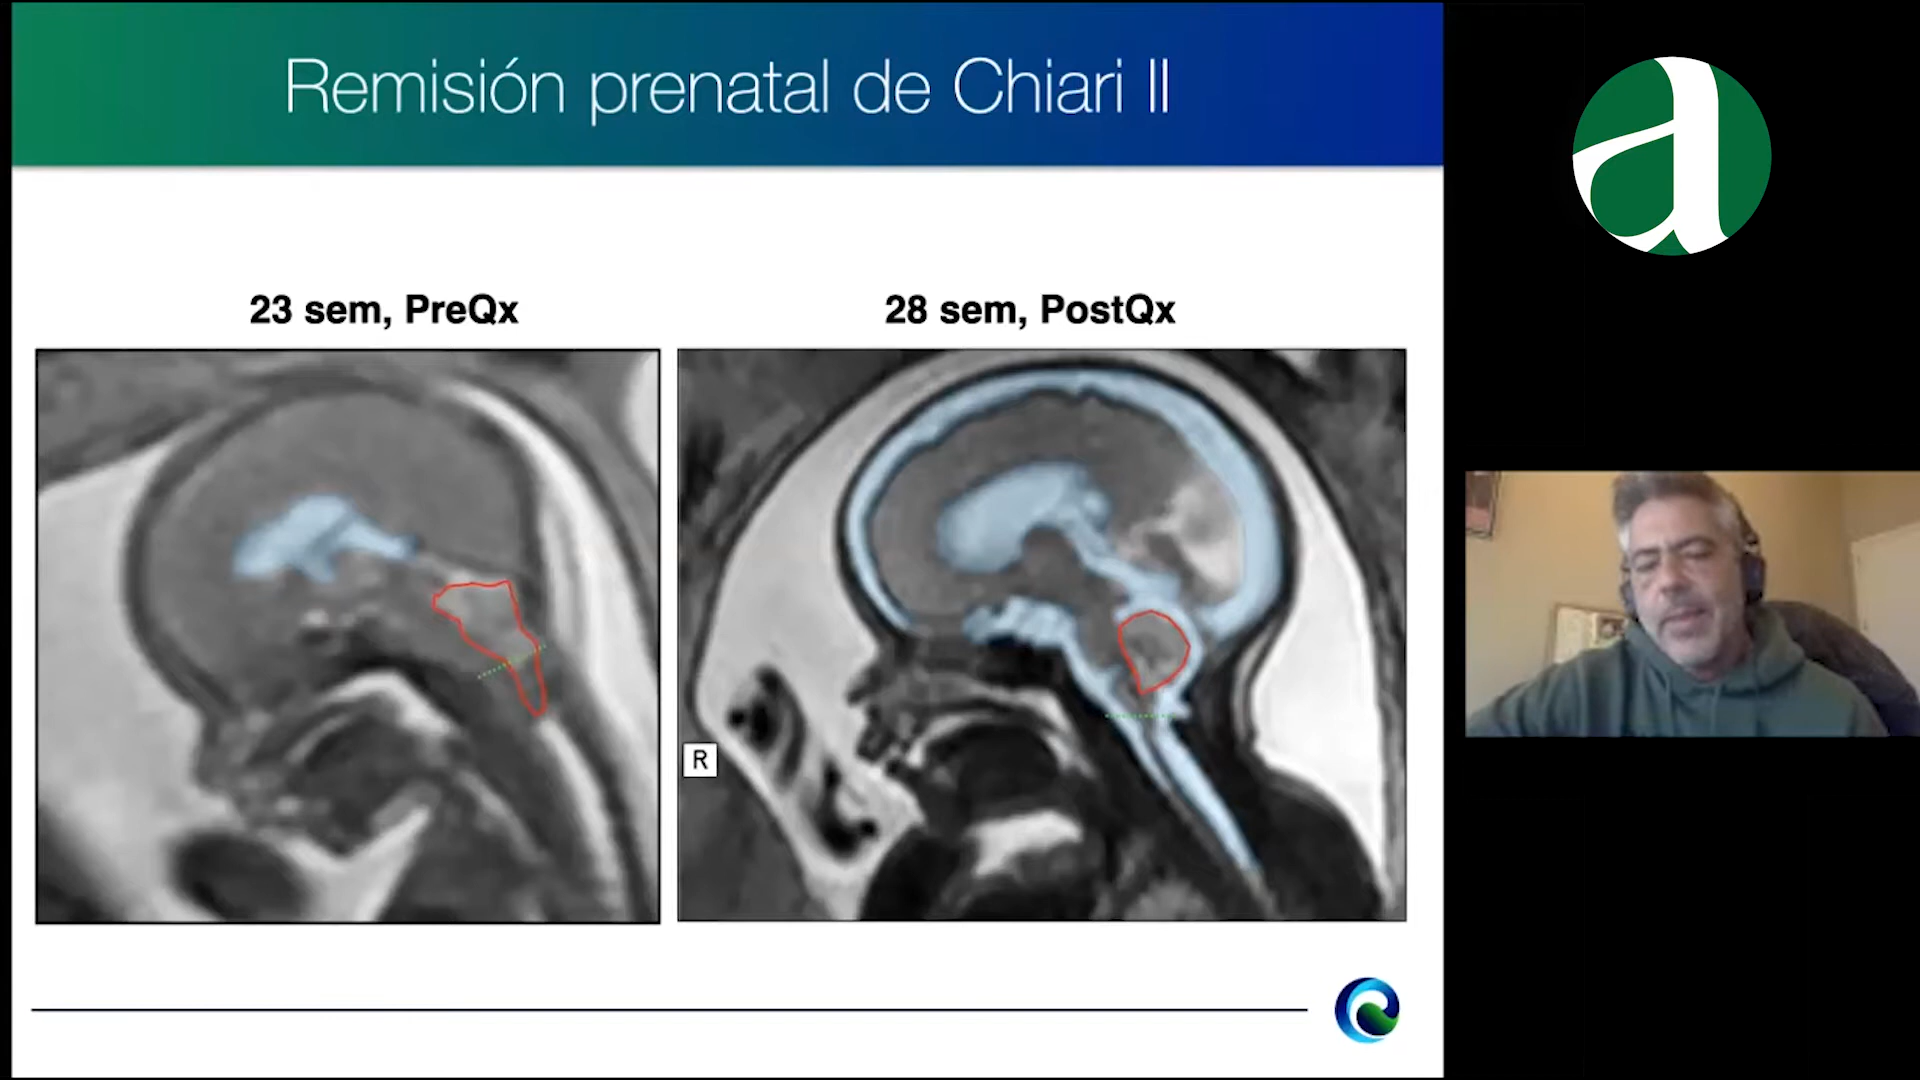 Remisión prenatal de Chiari II
23 sem, PreQx
28 sem, PostQx
R
a